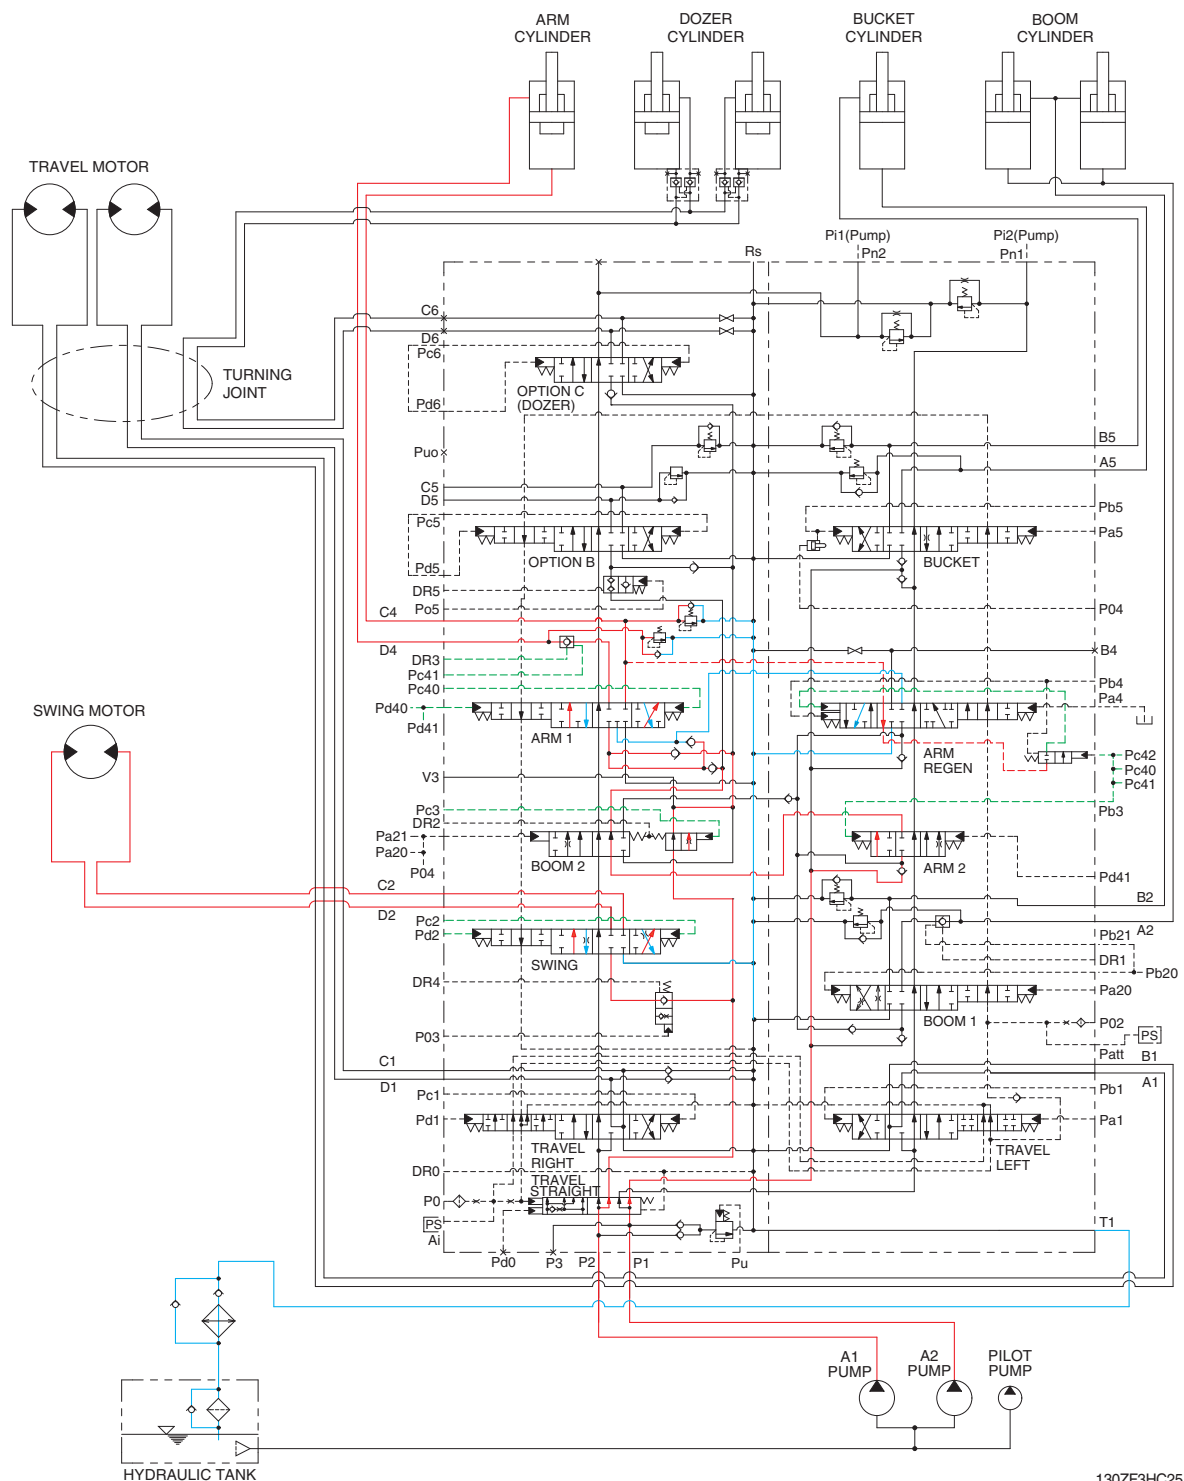 ARM
CYLINDER
DOZER
CYLINDER
BUCKET
CYLINDER
BOOM
CYLINDER
TRAVEL MOTOR
Pi1(Pump)
Pn2
Pi2(Pump)
Pn1
Rs
C6
D6
Pc6
TURNING
JOINT
OPTION C
(DOZER)
Pd6
Puo
B5
A5
C5
D5
Pc5
Pb5
Pa5
Pd5
OPTION B
BUCKET
DR5
Po5
P04
C4
D4
B4
DR3
Pc41
Pc40
Pb4
Pa4
Pd40
Pd41
SWING MOTOR
ARM 1
ARM
REGEN
Pc42
Pc40
Pc41
V3
Pc3
DR2
Pb3
Pa21
Pa20
P04
BOOM 2
ARM 2
Pd41
C2
D2
B2
A2
Pc2
Pd2
Pb21
DR1
Pb20
SWING
DR4
Pa20
BOOM 1
P03
P02
PS
Patt
C1
D1
B1
A1
Pc1
Pb1
Pd1
Pa1
TRAVEL
RIGHT
TRAVEL
LEFT
DR0
TRAVEL
STRAIGHT
P0
PS
Ai
T1
Pd0
P3
P2
P1
Pu
A1
PUMP
A2
PUMP
PILOT
PUMP
HYDRAULIC TANK
130ZF3HC25